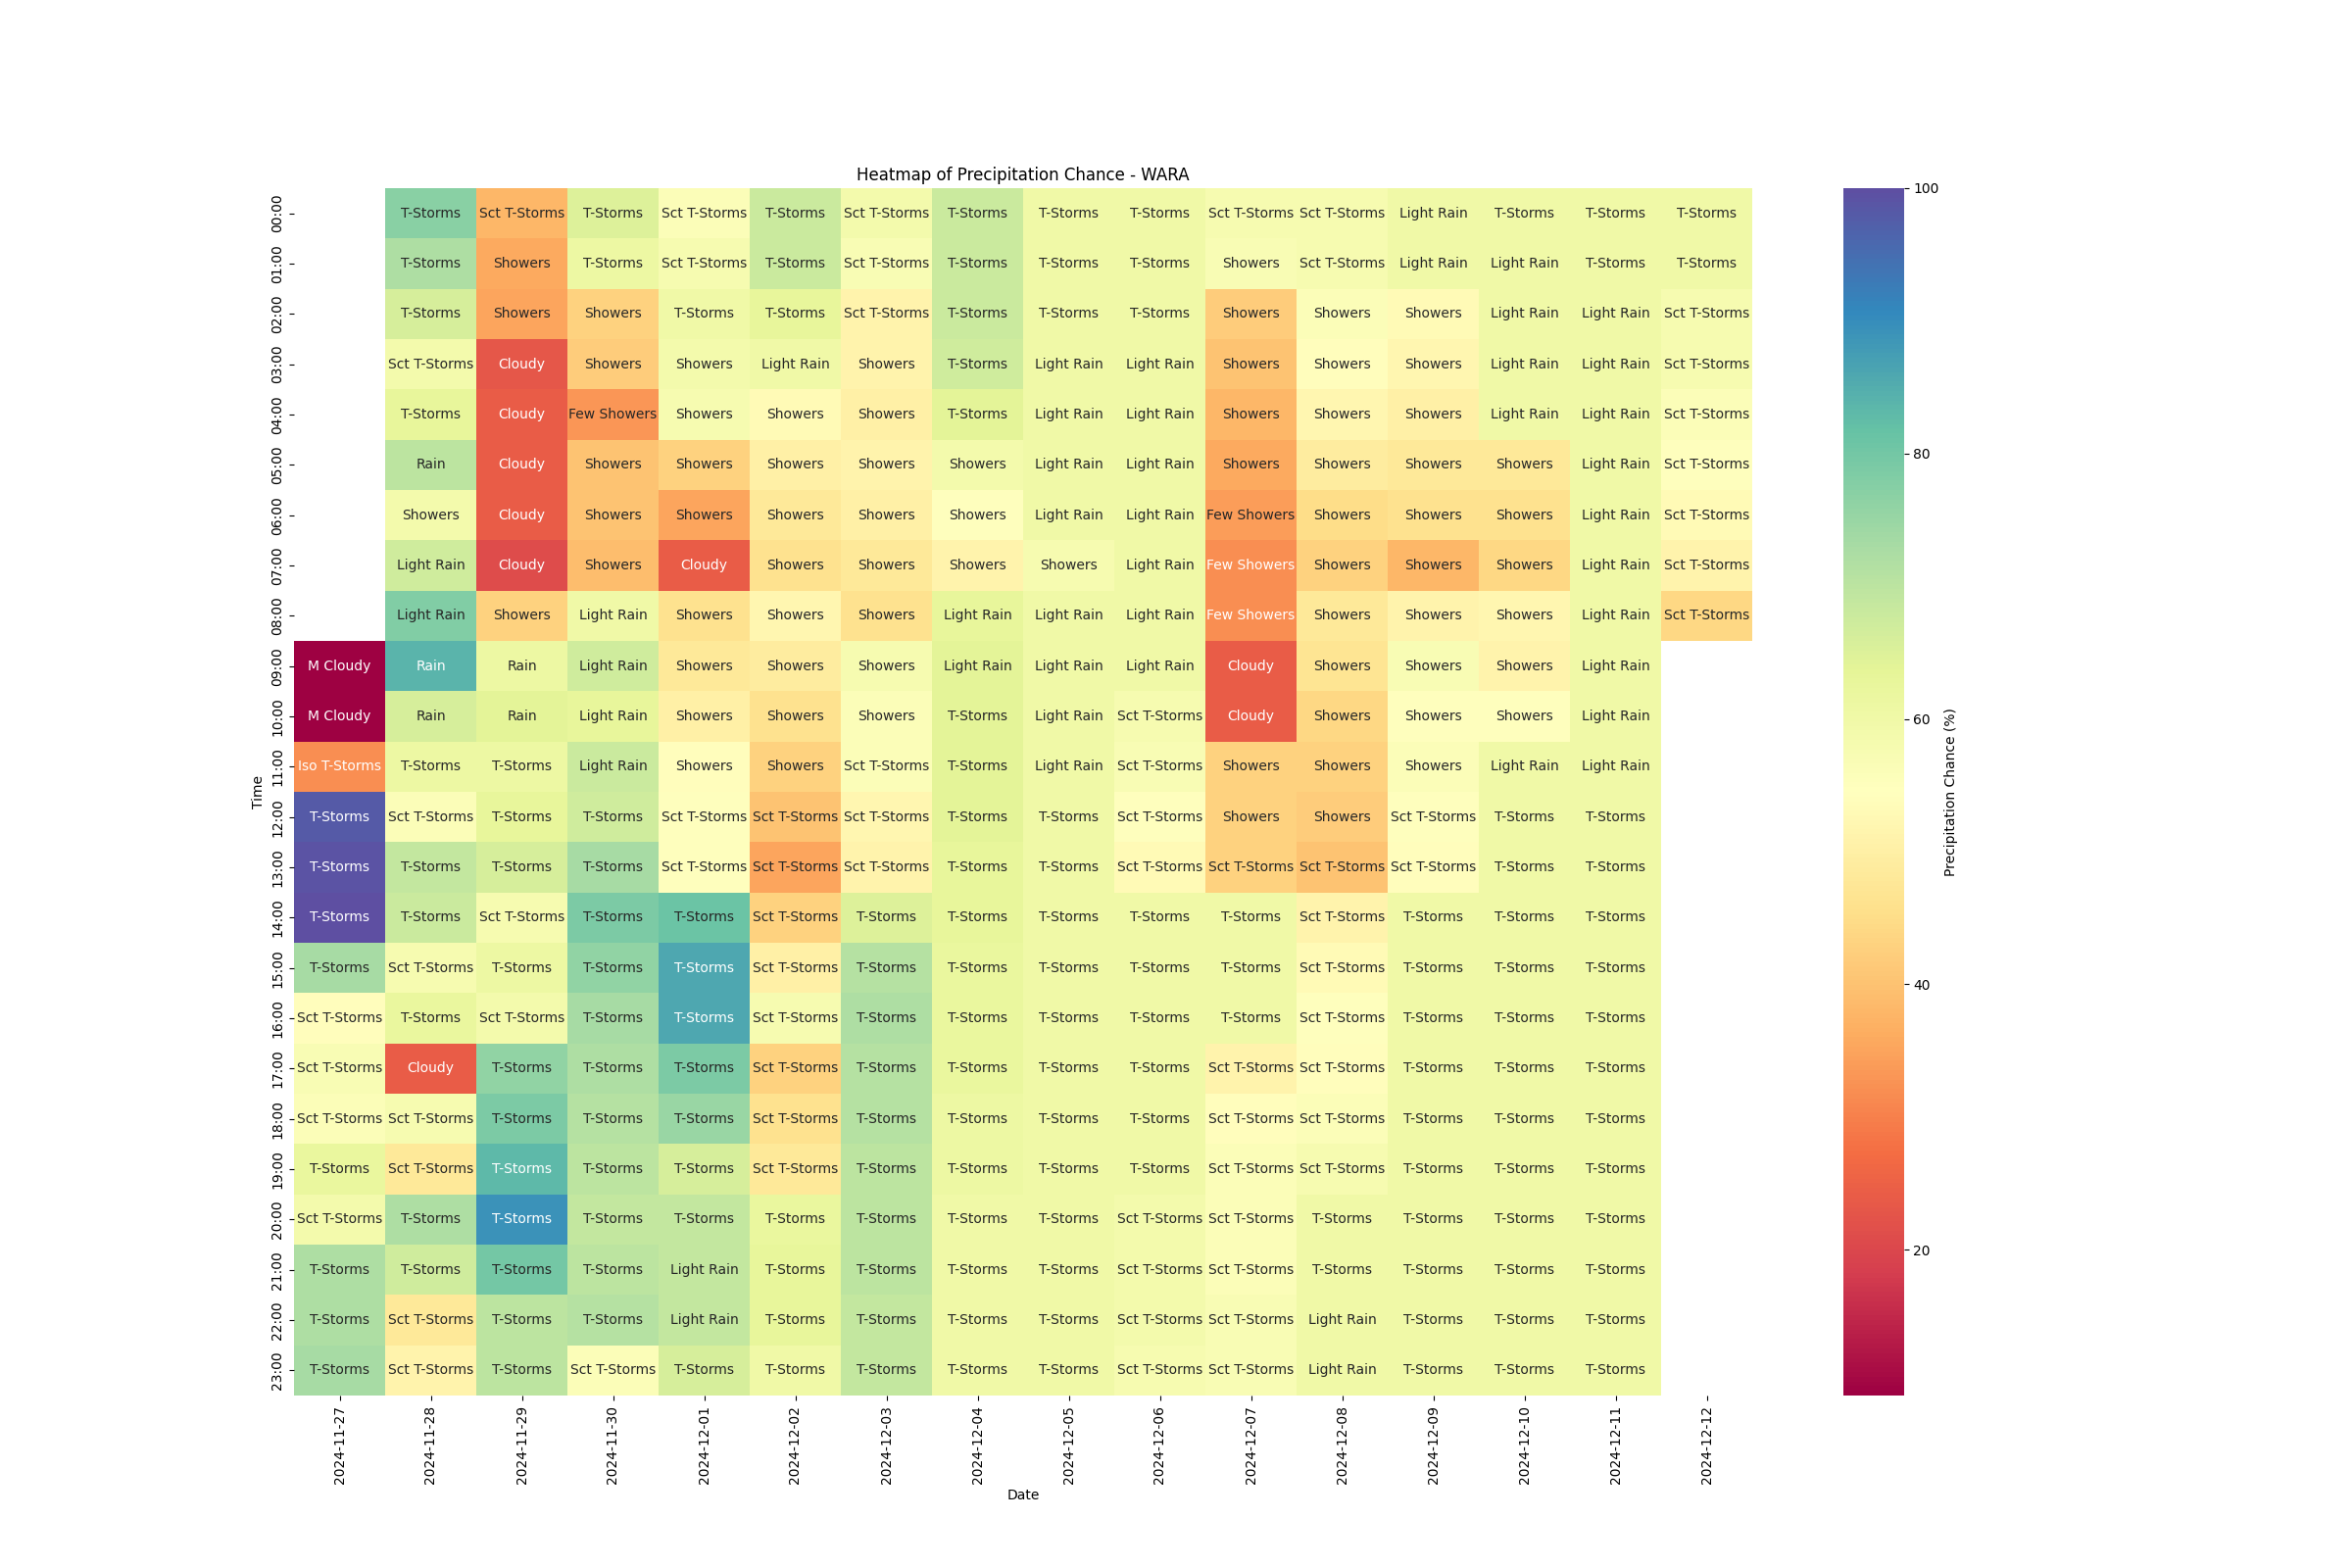 Heatmap of Precipitation Chance - WARA
00:00 T-Storms Sct T-Storms T-Storms Sct T-Storms T-Storms Sct T-Storms T-Storms T-Storms T-Storms Sct T-Storms Sct T-Storms Light Rain T-Storms T-Storms T-Storms
01:00 T-Storms Showers T-Storms Sct T-Storms T-Storms Sct T-Storms T-Storms T-Storms T-Storms Showers Sct T-Storms Light Rain Light Rain T-Storms T-Storms
02:00 T-Storms Showers Showers T-Storms T-Storms Sct T-Storms T-Storms T-Storms T-Storms Showers Showers Showers Light Rain Light Rain Sct T-Storms
03:00 Sct T-Storms Cloudy Showers Showers Light Rain Showers T-Storms Light Rain Light Rain Showers Showers Showers Light Rain Light Rain Sct T-Storms
04:00 T-Storms Cloudy Few Showers Showers Showers Showers T-Storms Light Rain Light Rain Showers Showers Showers Light Rain Light Rain Sct T-Storms
05:00 Rain Cloudy Showers Showers Showers Showers Showers Light Rain Light Rain Showers Showers Showers Showers Light Rain Sct T-Storms
06:00 Showers Cloudy Showers Showers Showers Showers Showers Light Rain Light Rain Few Showers Showers Showers Showers Light Rain Sct T-Storms
07:00 Light Rain Cloudy Showers Cloudy Showers Showers Showers Showers Light Rain Few Showers Showers Showers Showers Light Rain Sct T-Storms
08:00 Light Rain Showers Light Rain Showers Showers Showers Light Rain Light Rain Light Rain Few Showers Showers Showers Showers Light Rain Sct T-Storms
09:00 M Cloudy Rain Rain Light Rain Showers Showers Showers Light Rain Light Rain Light Rain Cloudy Showers Showers Showers Light Rain
10:00 M Cloudy Rain Rain Light Rain Showers Showers Showers T-Storms Light Rain Sct T-Storms Cloudy Showers Showers Showers Light Rain
11:00 Iso T-Storms T-Storms T-Storms Light Rain Showers Showers Sct T-Storms T-Storms Light Rain Sct T-Storms Showers Showers Showers Light Rain Light Rain
12:00 T-Storms Sct T-Storms T-Storms T-Storms Sct T-Storms Sct T-Storms Sct T-Storms T-Storms T-Storms Sct T-Storms Showers Showers Sct T-Storms T-Storms T-Storms
13:00 T-Storms T-Storms T-Storms T-Storms Sct T-Storms Sct T-Storms Sct T-Storms T-Storms T-Storms Sct T-Storms Sct T-Storms Sct T-Storms Sct T-Storms T-Storms T-Storms
14:00 T-Storms T-Storms Sct T-Storms T-Storms T-Storms Sct T-Storms T-Storms T-Storms T-Storms T-Storms T-Storms Sct T-Storms T-Storms T-Storms T-Storms
15:00 T-Storms Sct T-Storms T-Storms T-Storms T-Storms Sct T-Storms T-Storms T-Storms T-Storms T-Storms T-Storms Sct T-Storms T-Storms T-Storms T-Storms
16:00 Sct T-Storms T-Storms Sct T-Storms T-Storms T-Storms Sct T-Storms T-Storms T-Storms T-Storms T-Storms T-Storms Sct T-Storms T-Storms T-Storms T-Storms
17:00 Sct T-Storms Cloudy T-Storms T-Storms T-Storms Sct T-Storms T-Storms T-Storms T-Storms T-Storms Sct T-Storms Sct T-Storms T-Storms T-Storms T-Storms
18:00 Sct T-Storms Sct T-Storms T-Storms T-Storms T-Storms Sct T-Storms T-Storms T-Storms T-Storms T-Storms Sct T-Storms Sct T-Storms T-Storms T-Storms T-Storms
19:00 T-Storms Sct T-Storms T-Storms T-Storms T-Storms Sct T-Storms T-Storms T-Storms T-Storms T-Storms Sct T-Storms Sct T-Storms T-Storms T-Storms T-Storms
20:00 Sct T-Storms T-Storms T-Storms T-Storms T-Storms T-Storms T-Storms T-Storms T-Storms Sct T-Storms Sct T-Storms T-Storms T-Storms T-Storms T-Storms
21:00 T-Storms T-Storms T-Storms T-Storms Light Rain T-Storms T-Storms T-Storms T-Storms Sct T-Storms Sct T-Storms T-Storms T-Storms T-Storms T-Storms
22:00 T-Storms Sct T-Storms T-Storms T-Storms Light Rain T-Storms T-Storms T-Storms T-Storms Sct T-Storms Sct T-Storms Light Rain T-Storms T-Storms T-Storms
23:00 T-Storms Sct T-Storms T-Storms Sct T-Storms T-Storms T-Storms T-Storms T-Storms T-Storms Sct T-Storms Sct T-Storms Light Rain T-Storms T-Storms T-Storms
Time
2024-11-27 2024-11-28 2024-11-29 2024-11-30 2024-12-01 2024-12-02 2024-12-03 2024-12-04 2024-12-05 2024-12-06 2024-12-07 2024-12-08 2024-12-09 2024-12-10 2024-12-11 2024-12-12
Date
100
80
60
40
20
Precipitation Chance (%)